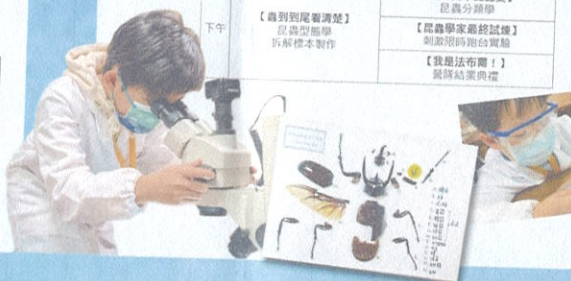 下午
【蟲到到尾看清楚】
昆蟲型態學
拆解標本製作
昆蟲分類學
【昆蟲學家最終試煉】
刺激限時跑台實驗
【我是法布爾！】
營隊結業典禮